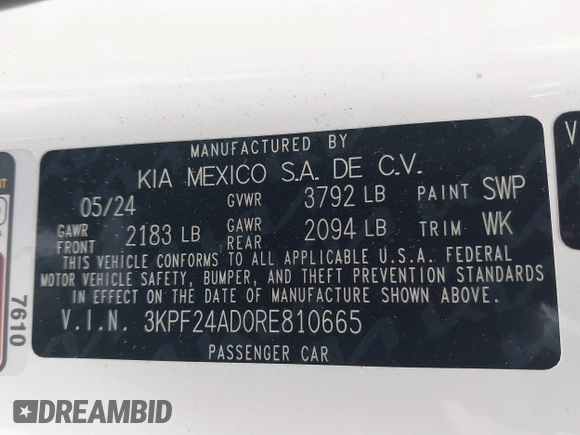 MANUFACTURED BY
KIA MEXICO S.A. DE C.V.
05/24 GVWR 3792 LB PAINT SWP
GAWR FRONT 2183 LB GAWR REAR 2094 LB TRIM WK
THIS VEHICLE CONFORMS TO ALL APPLICABLE U.S.A. FEDERAL
MOTOR VEHICLE SAFETY, BUMPER, AND THEFT PREVENTION STANDARDS
IN EFFECT ON THE DATE OF MANUFACTURE SHOWN ABOVE.
V.I.N. 3KPF24AD0RE810665
PASSENGER CAR
7610
V
DREAMBID